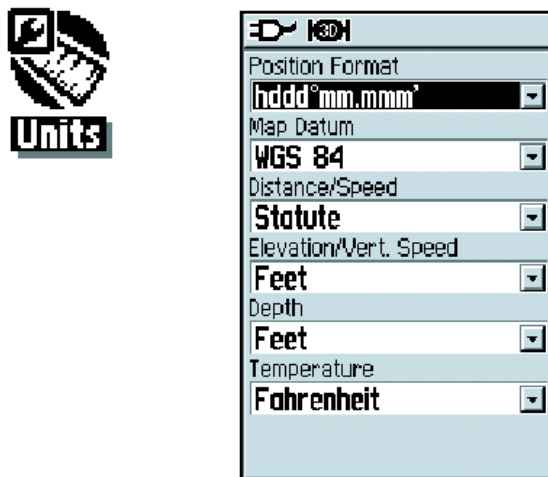 Units
3D
Position Format
hddd°mm.mmm'
Map Datum
WGS 84
Distance/Speed
Statute
Elevation/Vert. Speed
Feet
Depth
Feet
Temperature
Fahrenheit